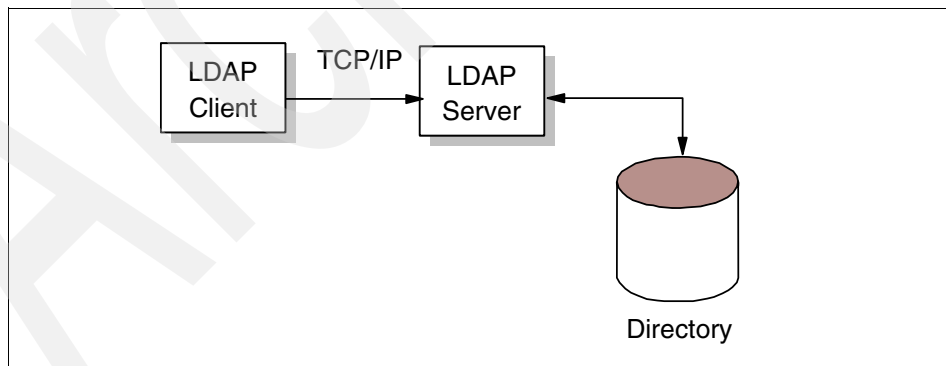 LDAP
Client
TCP/IP
LDAP
Server
Directory